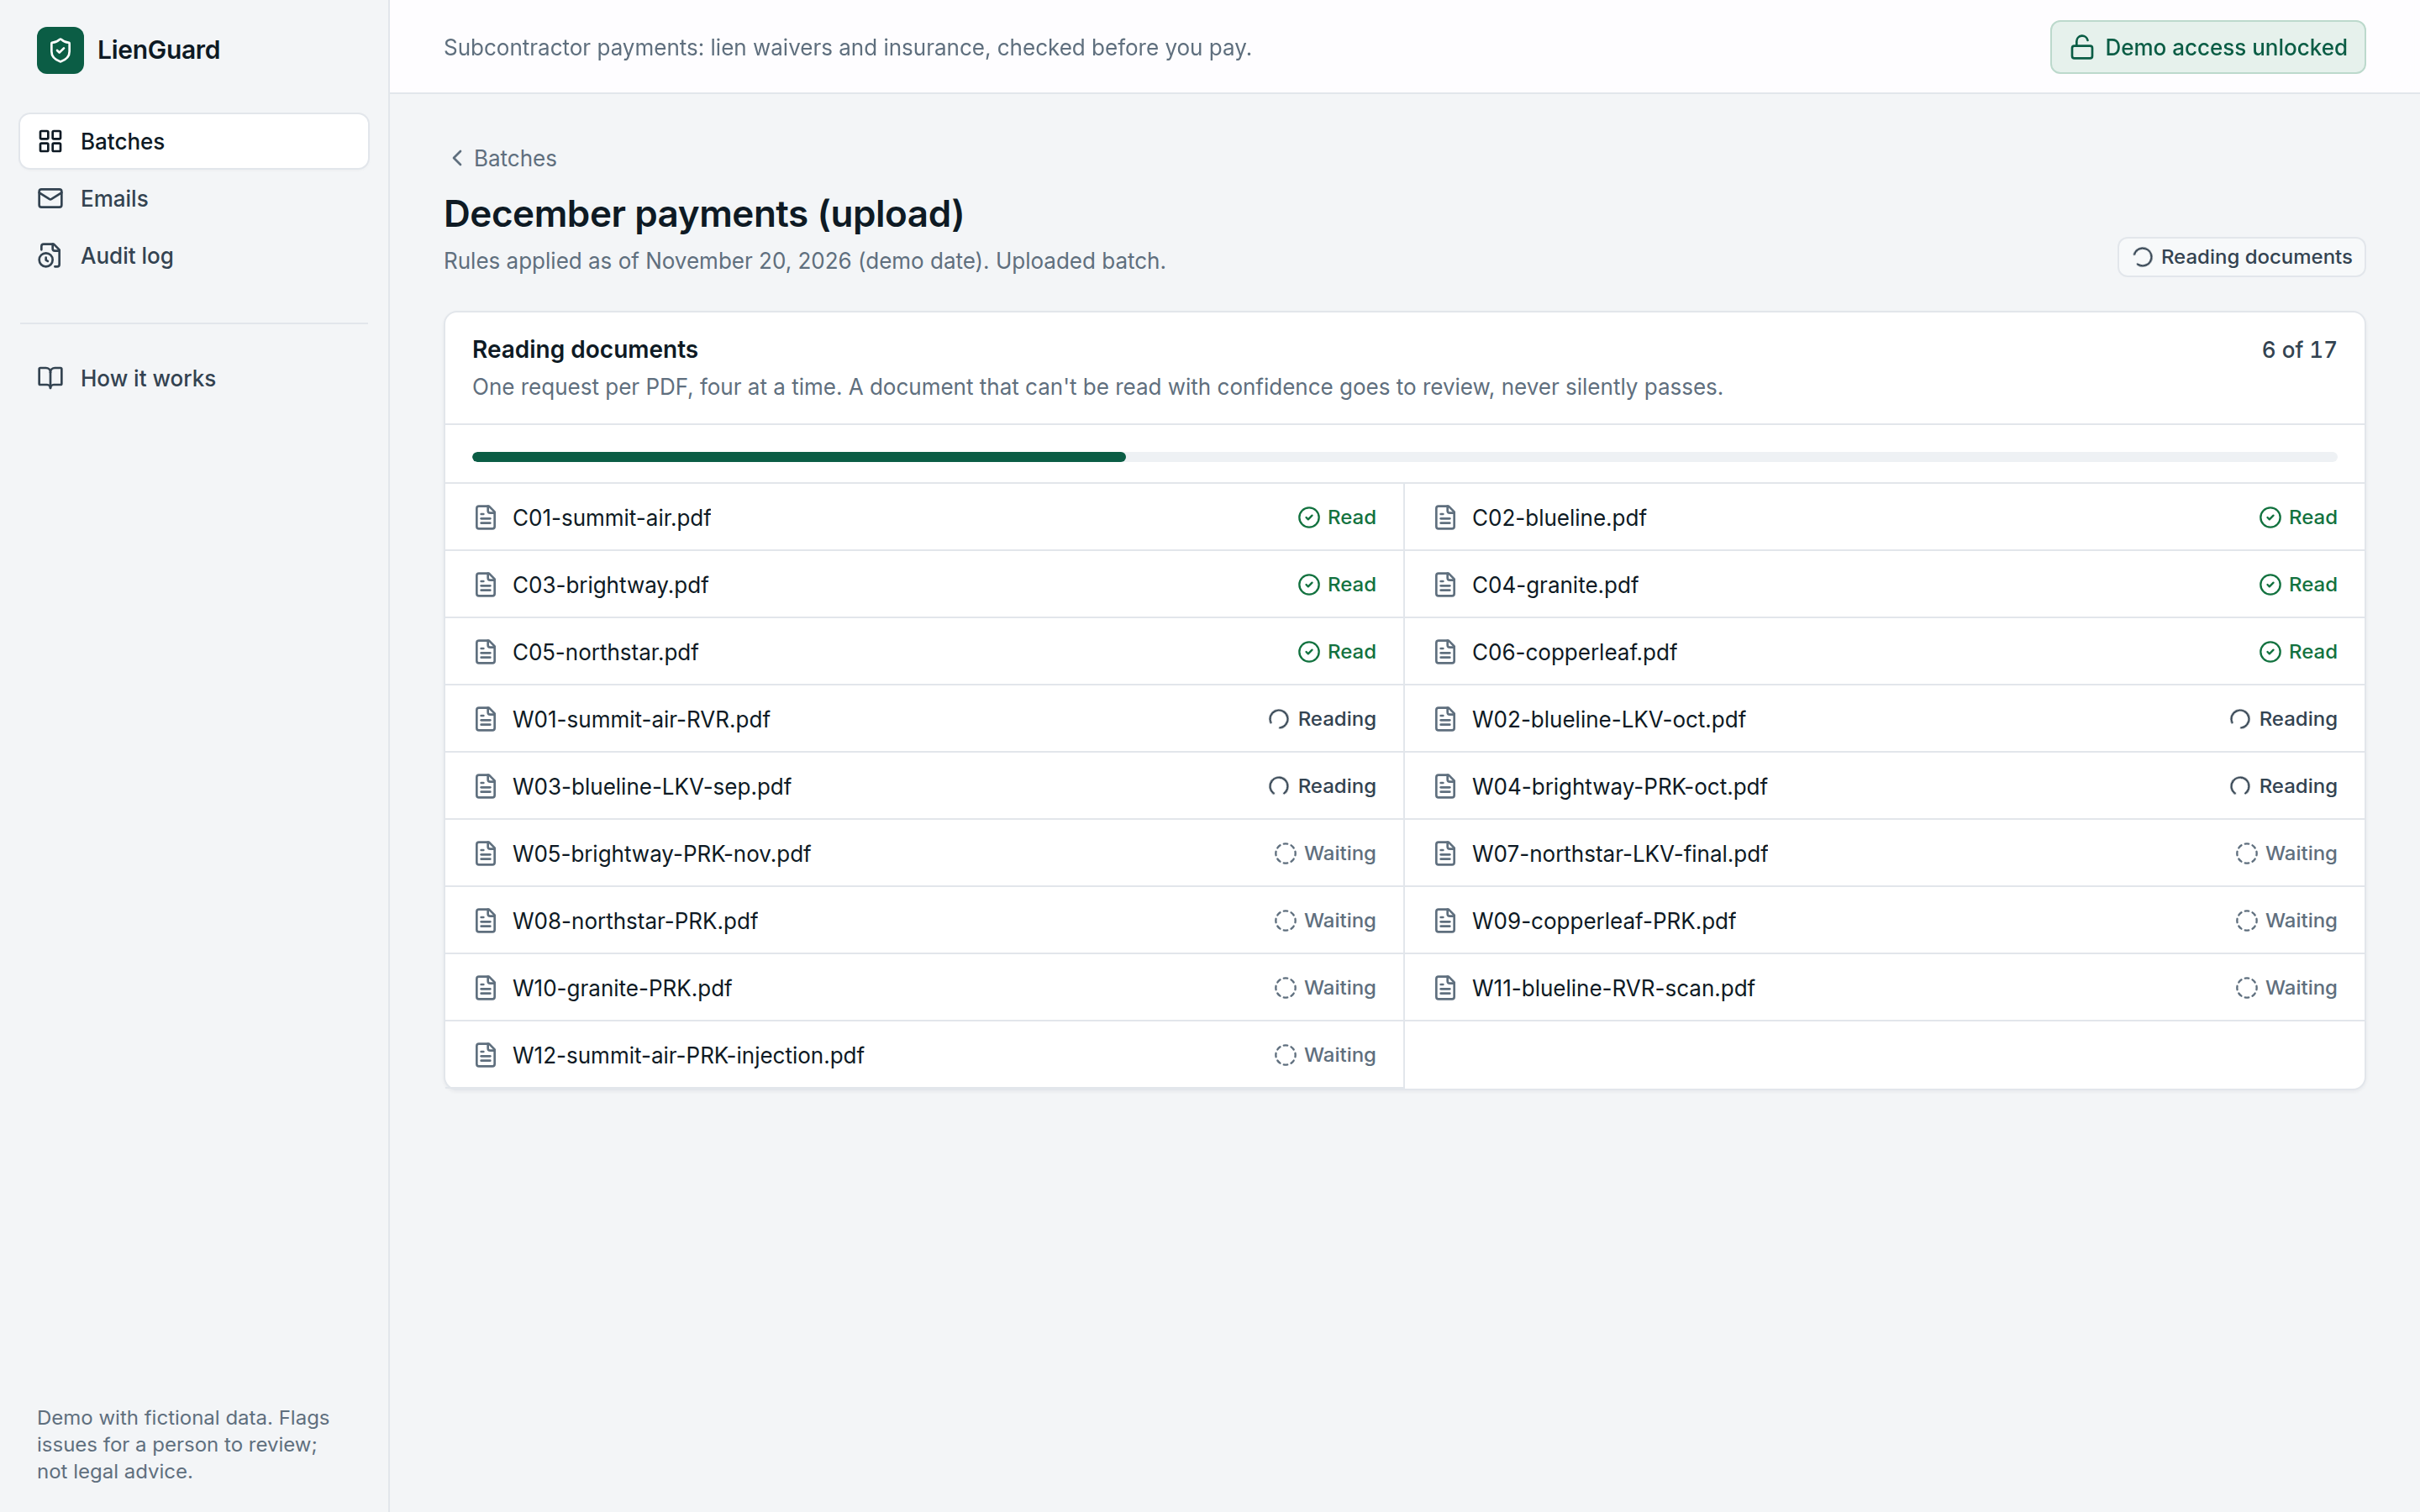 LienGuard
Batches
Emails
Audit log
How it works
Demo with fictional data. Flags
issues for a person to review;
not legal advice.
Subcontractor payments: lien waivers and insurance, checked before you pay.
Demo access unlocked
Batches
December payments (upload)
Rules applied as of November 20, 2026 (demo date). Uploaded batch.
Reading documents
Reading documents
6 of 17
One request per PDF, four at a time. A document that can't be read with confidence goes to review, never silently passes.
C01-summit-air.pdf Read
C02-blueline.pdf Read
C03-brightway.pdf Read
C04-granite.pdf Read
C05-northstar.pdf Read
C06-copperleaf.pdf Read
W01-summit-air-RVR.pdf Reading
W02-blueline-LKV-oct.pdf Reading
W03-blueline-LKV-sep.pdf Reading
W04-brightway-PRK-oct.pdf Reading
W05-brightway-PRK-nov.pdf Waiting
W07-northstar-LKV-final.pdf Waiting
W08-northstar-PRK.pdf Waiting
W09-copperleaf-PRK.pdf Waiting
W10-granite-PRK.pdf Waiting
W11-blueline-RVR-scan.pdf Waiting
W12-summit-air-PRK-injection.pdf Waiting